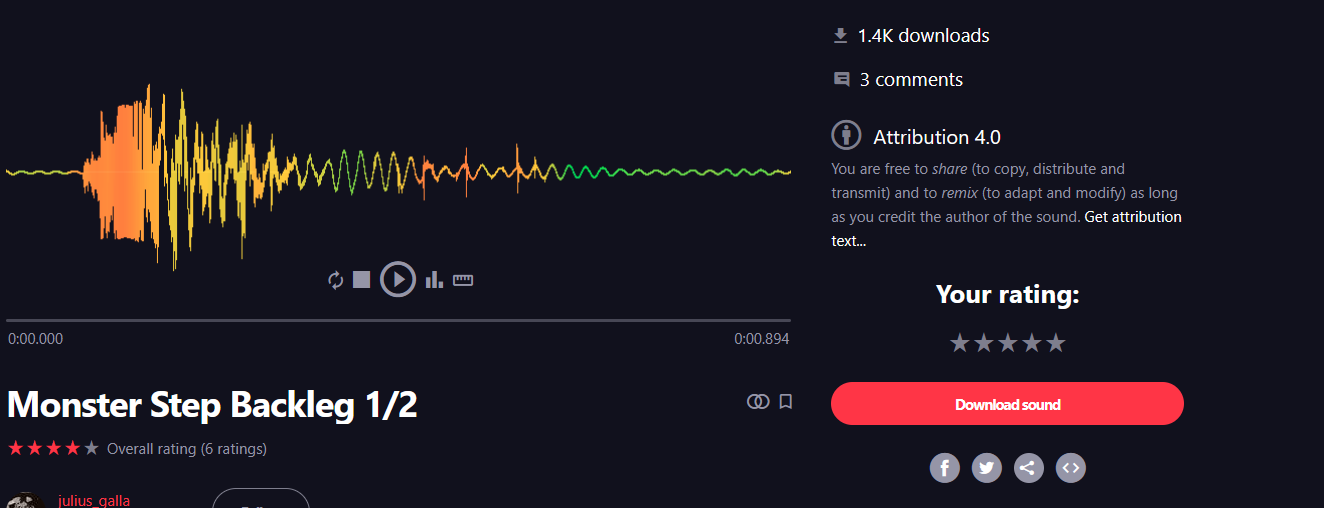 1.4K downloads
3 comments
Attribution 4.0
You are free to share (to copy, distribute and
transmit) and to remix (to adapt and modify) as long
as you credit the author of the sound. Get attribution
text...
Your rating:
Download sound
0:00.000
0:00.894
Monster Step Backleg 1/2
Overall rating (6 ratings)
julius_galla